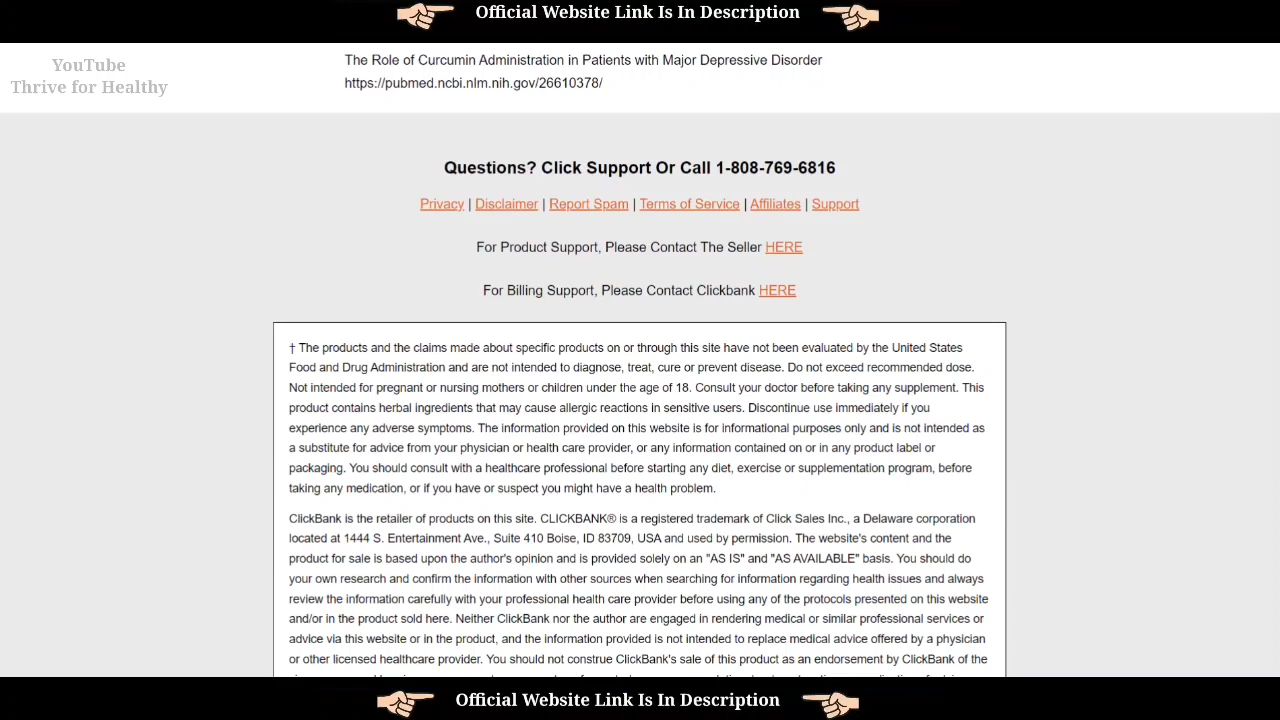 Official Website Link Is In Description
YouTube
Thrive for Healthy
The Role of Curcumin Administration in Patients with Major Depressive Disorder
https://pubmed.ncbi.nlm.nih.gov/26610378/
Questions? Click Support Or Call 1-808-769-6816
Privacy | Disclaimer | Report Spam | Terms of Service | Affiliates | Support
For Product Support, Please Contact The Seller HERE
For Billing Support, Please Contact Clickbank HERE
† The products and the claims made about specific products on or through this site have not been evaluated by the United States
Food and Drug Administration and are not intended to diagnose, treat, cure or prevent disease. Do not exceed recommended dose.
Not intended for pregnant or nursing mothers or children under the age of 18. Consult your doctor before taking any supplement. This
product contains herbal ingredients that may cause allergic reactions in sensitive users. Discontinue use immediately if you
experience any adverse symptoms. The information provided on this website is for informational purposes only and is not intended as
a substitute for advice from your physician or health care provider, or any information contained on or in any product label or
packaging. You should consult with a healthcare professional before starting any diet, exercise or supplementation program, before
taking any medication, or if you have or suspect you might have a health problem.
ClickBank is the retailer of products on this site. CLICKBANK® is a registered trademark of Click Sales Inc., a Delaware corporation
located at 1444 S. Entertainment Ave., Suite 410 Boise, ID 83709, USA and used by permission. The website's content and the
product for sale is based upon the author's opinion and is provided solely on an "AS IS" and "AS AVAILABLE" basis. You should do
your own research and confirm the information with other sources when searching for information regarding health issues and always
review the information carefully with your professional health care provider before using any of the protocols presented on this website
and/or in the product sold here. Neither ClickBank nor the author are engaged in rendering medical or similar professional services or
advice via this website or in the product, and the information provided is not intended to replace medical advice offered by a physician
or other licensed healthcare provider. You should not construe ClickBank's sale of this product as an endorsement by ClickBank of the
Official Website Link Is In Description